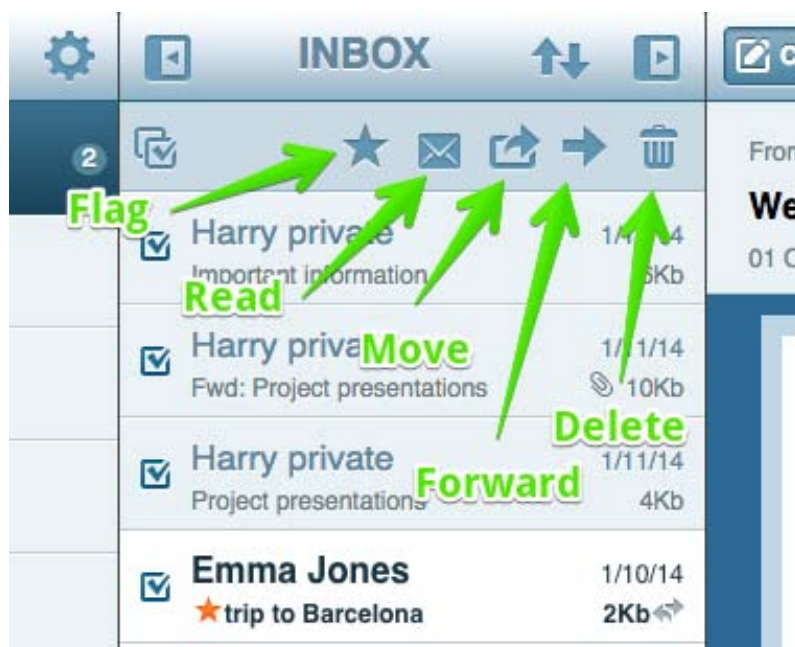 INBOX
2
Flag
Harry private
Important information
Read
Harry private
1/11/14
Move
Fwd: Project presentations
10Kb
Delete
Harry private
1/11/14
Forward
Project presentations
4Kb
Emma Jones
1/10/14
trip to Barcelona
2Kb
We
01